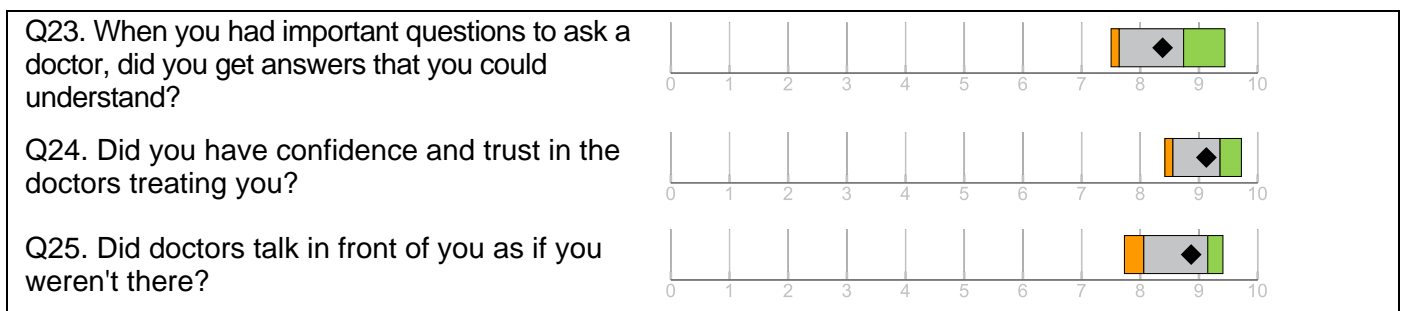 Q23. When you had important questions to ask a
doctor, did you get answers that you could
understand?
0 1 2 3 4 5 6 7 8 9 10
Q24. Did you have confidence and trust in the
doctors treating you?
0 1 2 3 4 5 6 7 8 9 10
Q25. Did doctors talk in front of you as if you
weren't there?
0 1 2 3 4 5 6 7 8 9 10